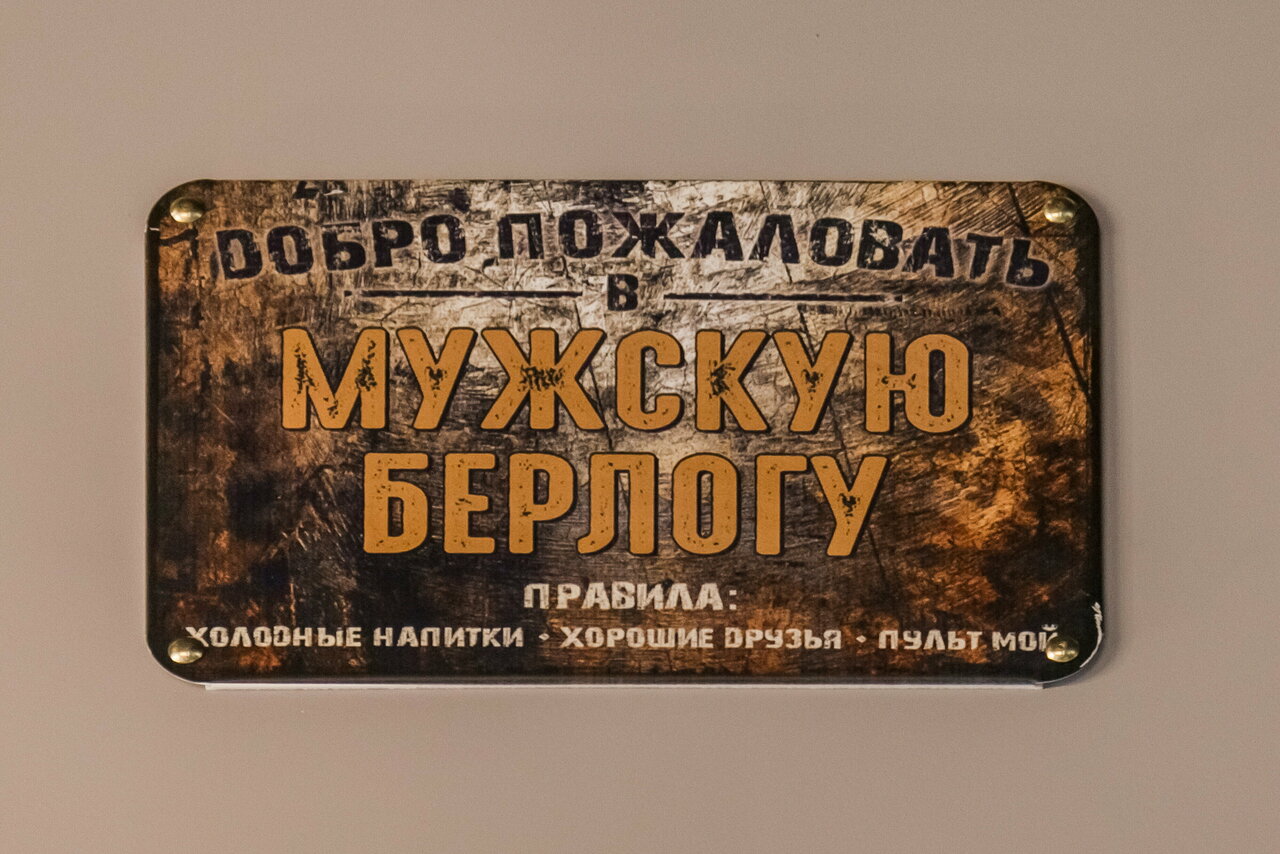 ДОБРО ПОЖАЛОВАТЬ
В
МУЖСКУЮ
БЕРЛОГУ
ПРАВИЛА:
ХОЛОДНЫЕ НАПИТКИ • ХОРОШИЕ ДРУЗЬЯ • ПУЛЬТ МОЙ